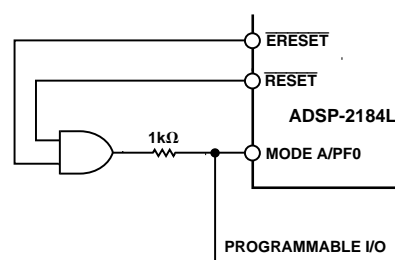 ERESET
RESET
ADSP-2184L
1kΩ
MODE A/PF0
PROGRAMMABLE I/O